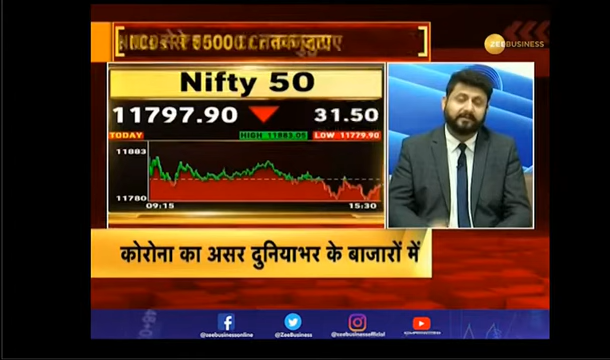 ZEE BUSINESS
Nifty 50
11797.90 31.50
TODAY HIGH 11883.05 LOW 11779.90
11883
11780
09:15 15:30
कोरोना का असर दुनियाभर के बाजारों में
@zeebusinessonline @ZeeBusiness @zeebusinessofficial